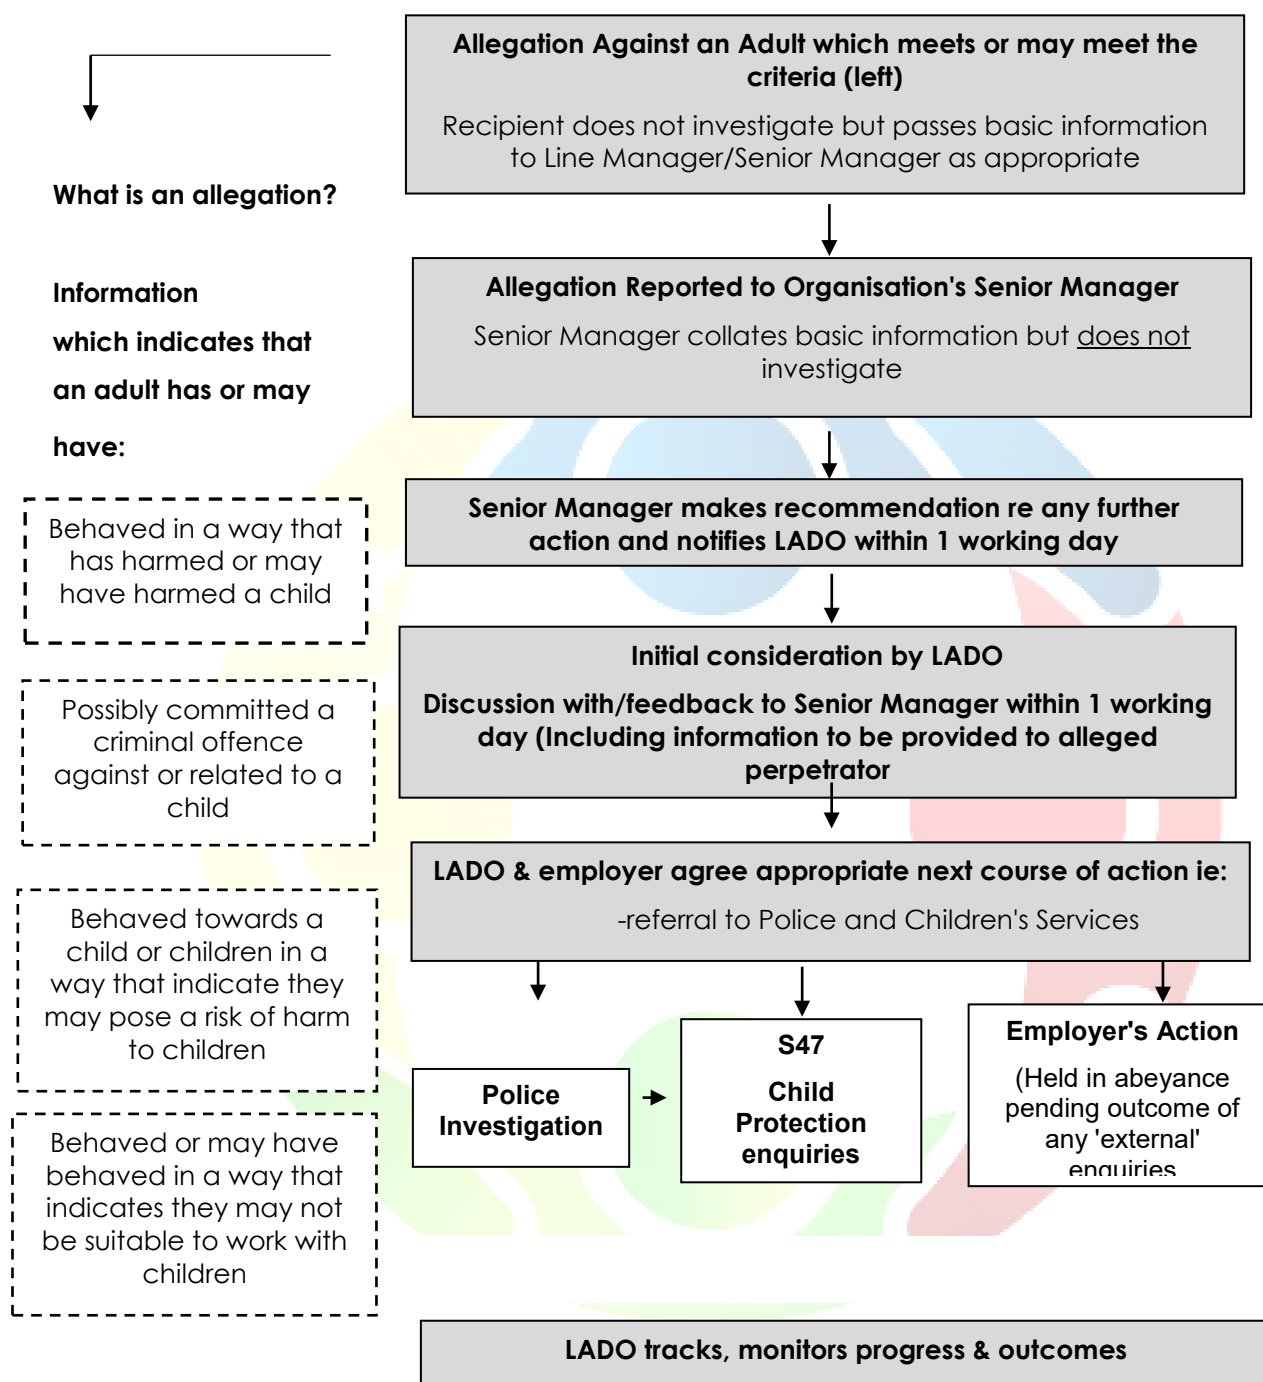 Allegation Against an Adult which meets or may meet the
criteria (left)
Recipient does not investigate but passes basic information
to Line Manager/Senior Manager as appropriate
What is an allegation?
Information
which indicates that
an adult has or may
have:
Behaved in a way that
has harmed or may
have harmed a child
Possibly committed a
criminal offence
against or related to a
child
Behaved towards a
child or children in a
way that indicate they
may pose a risk of harm
to children
Behaved or may have
behaved in a way that
indicates they may not
be suitable to work with
children
Allegation Reported to Organisation's Senior Manager
Senior Manager collates basic information but does not
investigate
Senior Manager makes recommendation re any further
action and notifies LADO within 1 working day
Initial consideration by LADO
Discussion with/feedback to Senior Manager within 1 working
day (Including information to be provided to alleged
perpetrator
LADO & employer agree appropriate next course of action ie:
-referral to Police and Children's Services
Police
Investigation
S47
Child
Protection
enquiries
Employer's Action
(Held in abeyance
pending outcome of
any 'external'
enquiries
LADO tracks, monitors progress & outcomes